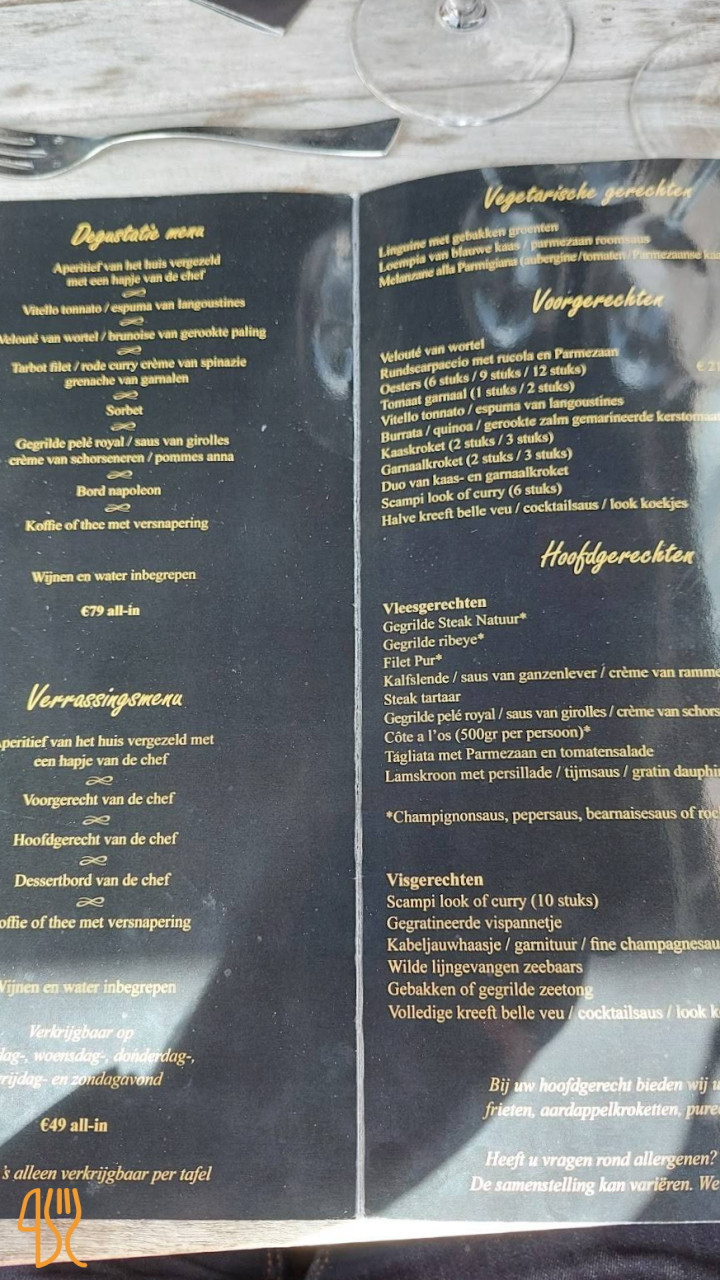 Degustatie menu
Aperitief van het huis vergezeld
met een hapje van de chef
Vitello tonnato / espuma van langoustines
Velouté van wortel / brunoise van gerookte paling
Tarbot filet / rode curry crème van spinazie
grenache van garnalen
Sorbet
Gegrilde pelé royal / saus van girolles
crème van schorseneren / pommes anna
Bord napoleon
Koffie of thee met versnapering
Wijnen en water inbegrepen
€79 all-in
Verrassingsmenu
peritief van het huis vergezeld met
een hapje van de chef
Voorgerecht van de chef
Hoofdgerecht van de chef
Dessertbord van de chef
offie of thee met versnapering
Wijnen en water inbegrepen
Verkrijgbaar op
dag-, woensdag-, donderdag-,
vrijdag- en zondagavond
€49 all-in
's alleen verkrijgbaar per tafel
Vegetarische gerechten
Linguine met gebakken groenten
Loempia van blauwe kaas / parmezaan roomsaus
Melanzane alla Parmigiana (aubergine / tomaten / Parmezaanse
Voorgerechten
Velouté van wortel
Rundscarpaccio met rucola en Parmezaan
Oesters (6 stuks / 9 stuks / 12 stuks) € 21
Tomaat garnaal (1 stuks / 2 stuks)
Vitello tonnato / espuma van langoustines
Burrata / quinoa / gerookte zalm gemarineerde
Kaaskroket (2 stuks / 3 stuks)
Garnaalkroket (2 stuks / 3 stuks)
Duo van kaas- en garnaalkroket
Scampi look of curry (6 stuks)
Halve kreeft belle veu / cocktailsaus / look koekjes
Hoofdgerechten
Vleesgerechten
Gegrilde Steak Natuur*
Gegrilde ribeye*
Filet Pur*
Kalfslende / saus van ganzenlever / crème van ramme
Steak tartaar
Gegrilde pelé royal / saus van girolles / crème van schors
Côte a l'os (500gr per persoon)*
Tagliata met Parmezaan en tomatensalade
Lamskroon met persillade / tijmsaus / gratin dauphin
*Champignonsaus, pepersaus, bearnaisesaus of roc
Visgerechten
Scampi look of curry (10 stuks)
Gegratineerde vispannetje
Kabeljauwhaasje / garnituur / fine champagnesau
Wilde lijngevangen zeebaars
Gebakken of gegrilde zeetong
Volledige kreeft belle veu / cocktailsaus / look k
Bij uw hoofdgerecht bieden wij u
frieten, aardappelkroketten, puree
Heeft u vragen rond allergenen?
De samenstelling kan variëren. We